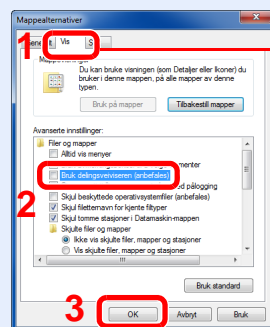 Mappealternativer
1
Vis
Du kan bruke visningen (som Detaljer eller Ikoner) du
bruker i denne mappen, på alle mapper av denne
typen.
Bruk på mapper
Tilbakestill mapper
Avanserte innstillinger:
Filer og mapper
Alltid vis menyer
Bruk delingsveiviseren (anbefales)
ed pålogging
2
Skjul beskyttede operativsystemfiler (anbefales)
Skjul filetternavn for kjente filtyper
Skjul tomme stasjoner i Datamaskin-mappen
Skjulte filer og mapper
Ikke vis skjulte filer, mapper og stasjoner
Vis skjulte filer, mapper og stasjoner
Bruk standard
3
OK
Avbryt
Bruk